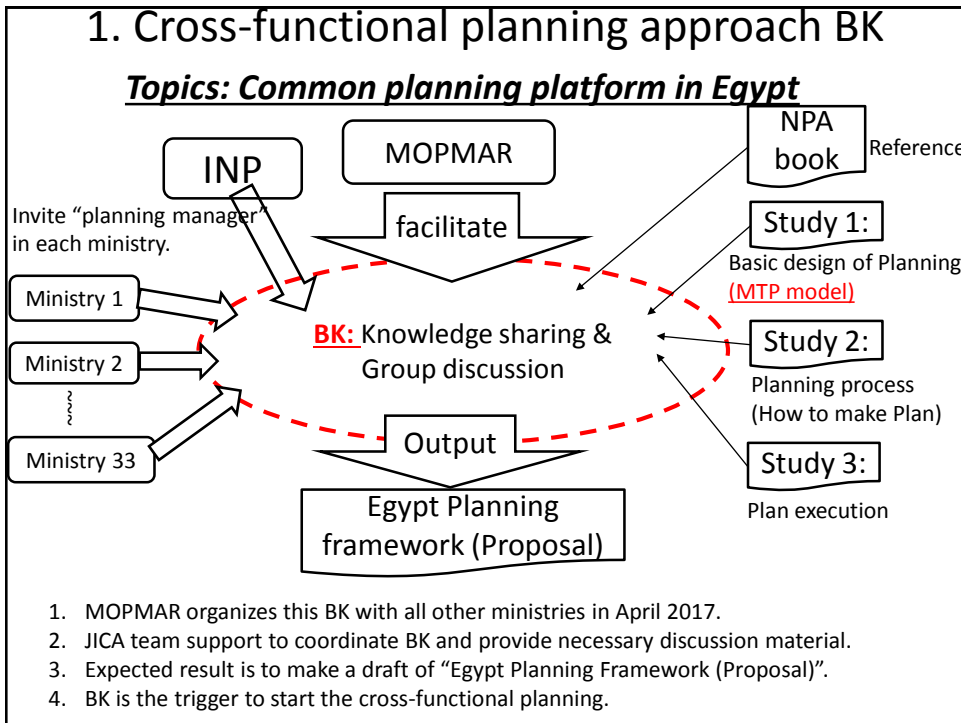 1. Cross-functional planning approach BK
Topics: Common planning platform in Egypt
INP
MOPMAR
NPA
book
Reference
Invite “planning manager”
in each ministry.
facilitate
Study 1:
Basic design of Planning
(MTP model)
Ministry 1
Ministry 2
Ministry 33
BK: Knowledge sharing &
Group discussion
Study 2:
Planning process
(How to make Plan)
Output
Study 3:
Plan execution
Egypt Planning
framework (Proposal)
1. MOPMAR organizes this BK with all other ministries in April 2017.
2. JICA team support to coordinate BK and provide necessary discussion material.
3. Expected result is to make a draft of “Egypt Planning Framework (Proposal)”.
4. BK is the trigger to start the cross-functional planning.